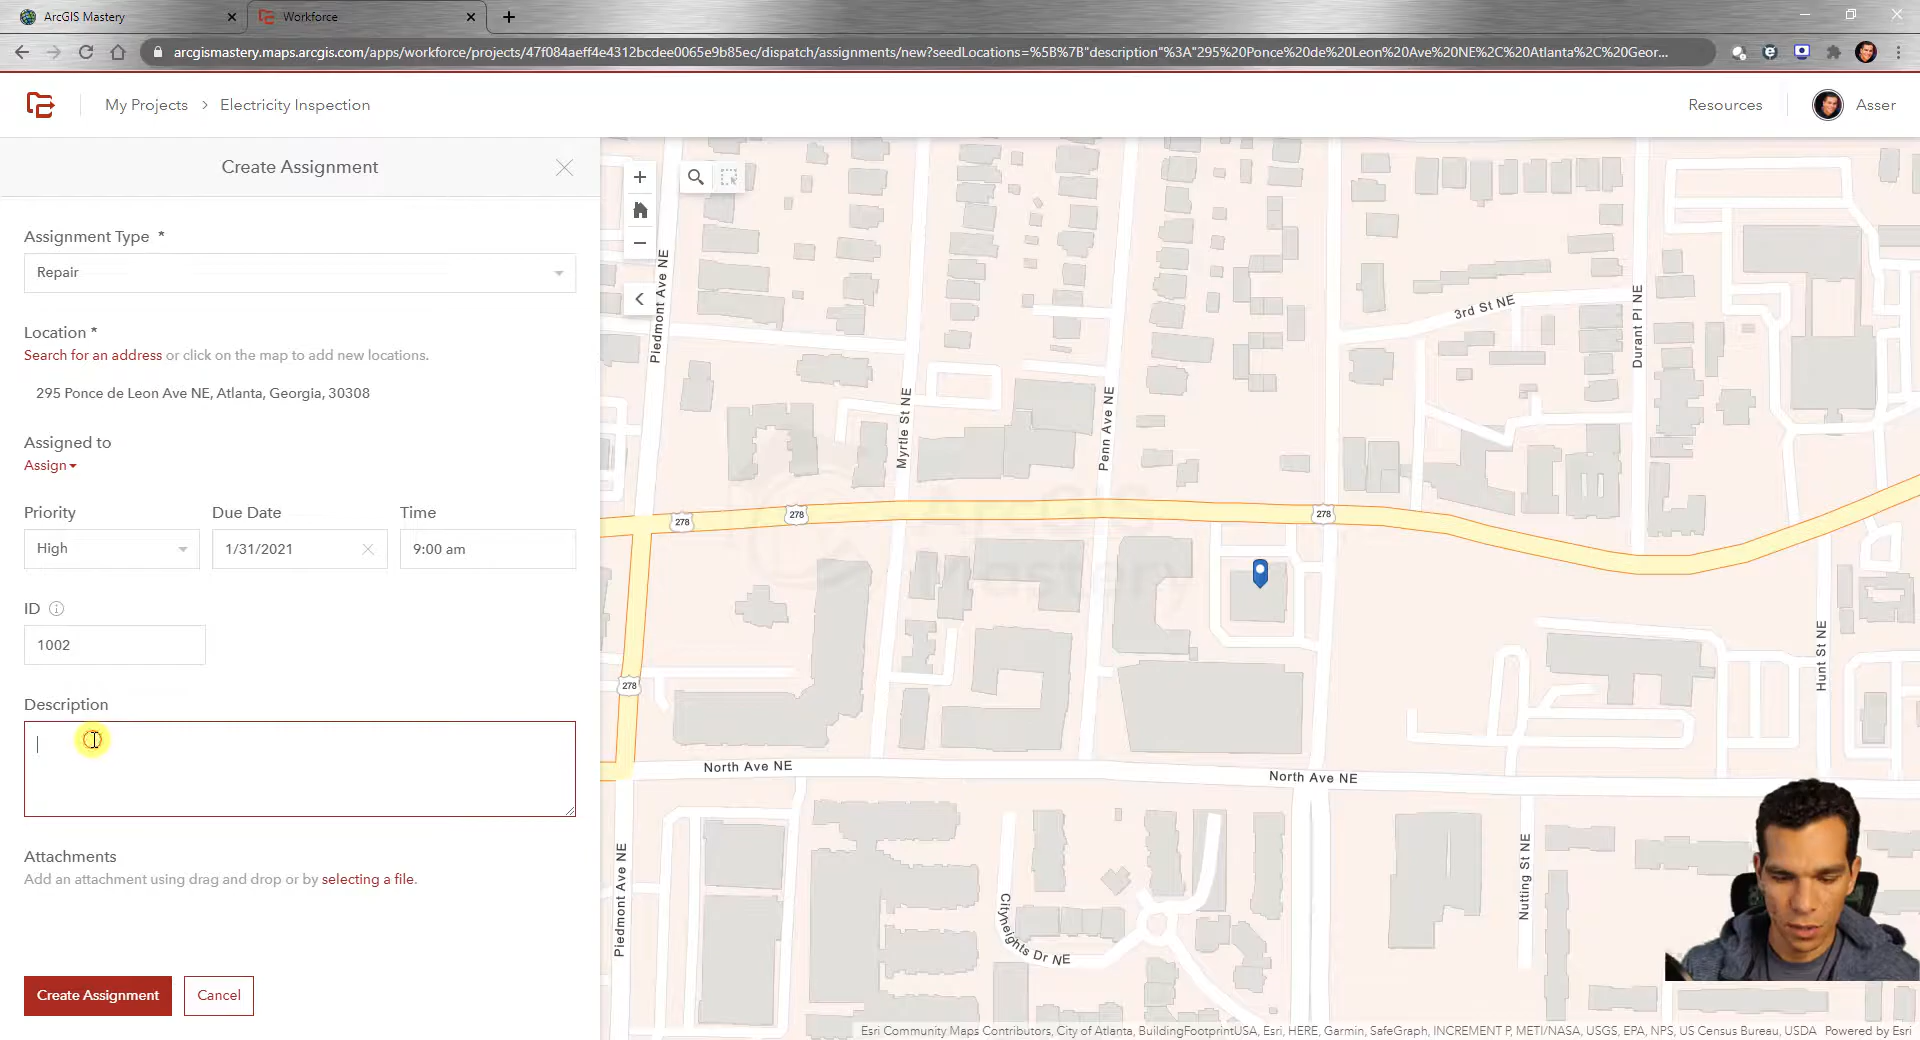 ArcGIS Mastery
Workforce
arcgismastery.maps.arcgis.com/apps/workforce/projects/47f084aeff4e4312bcdee0065e9b85ec/dispatch/assignments/new?seedLocations=%5B%7B"description"%3A"295%20Ponce%20de%20Leon%20Ave%20NE%2C%20Atlanta%2C%20Geor...
My Projects > Electricity Inspection
Resources
Asser
Create Assignment
Assignment Type *
Repair
Location *
Search for an address or click on the map to add new locations.
295 Ponce de Leon Ave NE, Atlanta, Georgia, 30308
Assigned to
Assign
Priority
Due Date
Time
High
1/31/2021
9:00 am
ID
1002
Description
Attachments
Add an attachment using drag and drop or by selecting a file.
Create Assignment
Cancel
Piedmont Ave NE
Myrtle St NE
Penn Ave NE
3rd St NE
Durant Pl NE
278
278
278
278
ArcGIS
Mastery
Hunt St NE
North Ave NE
North Ave NE
Piedmont Ave NE
Cityheights Dr NE
Nutting St NE
Esri Community Maps Contributors, City of Atlanta, BuildingFootprintUSA, Esri, HERE, Garmin, SafeGraph, INCREMENT P, METI/NASA, USGS, EPA, NPS, US Census Bureau, USDA
Powered by Esri